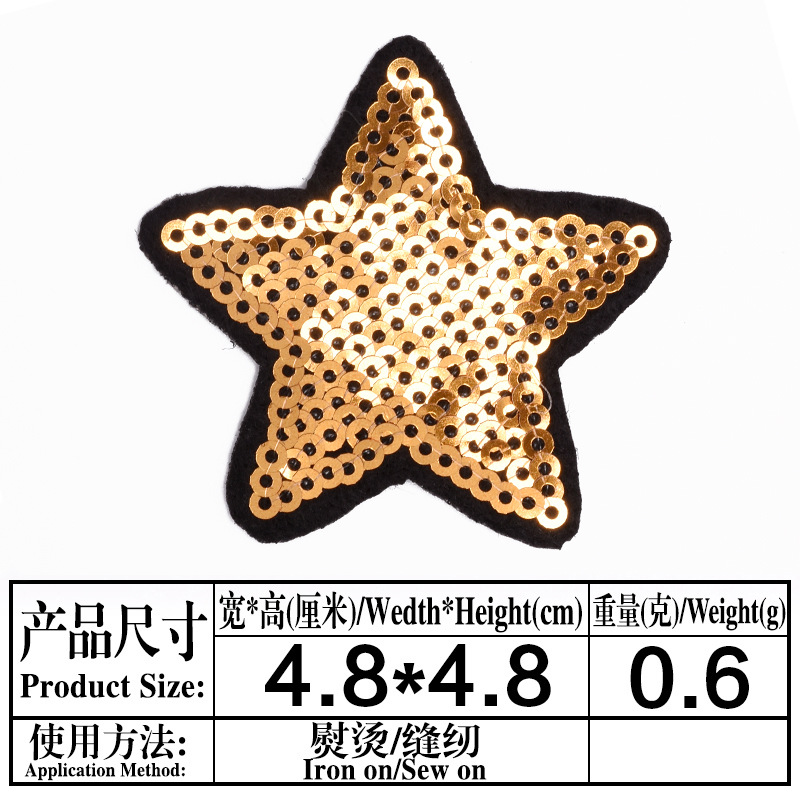 产品尺寸
Product Size:
宽*高(厘米)/Wedth*Height(cm)
重量(克)/Weight(g)
4.8*4.8
0.6
使用方法:
Application Method:
熨烫/缝纫
Iron on/Sew on